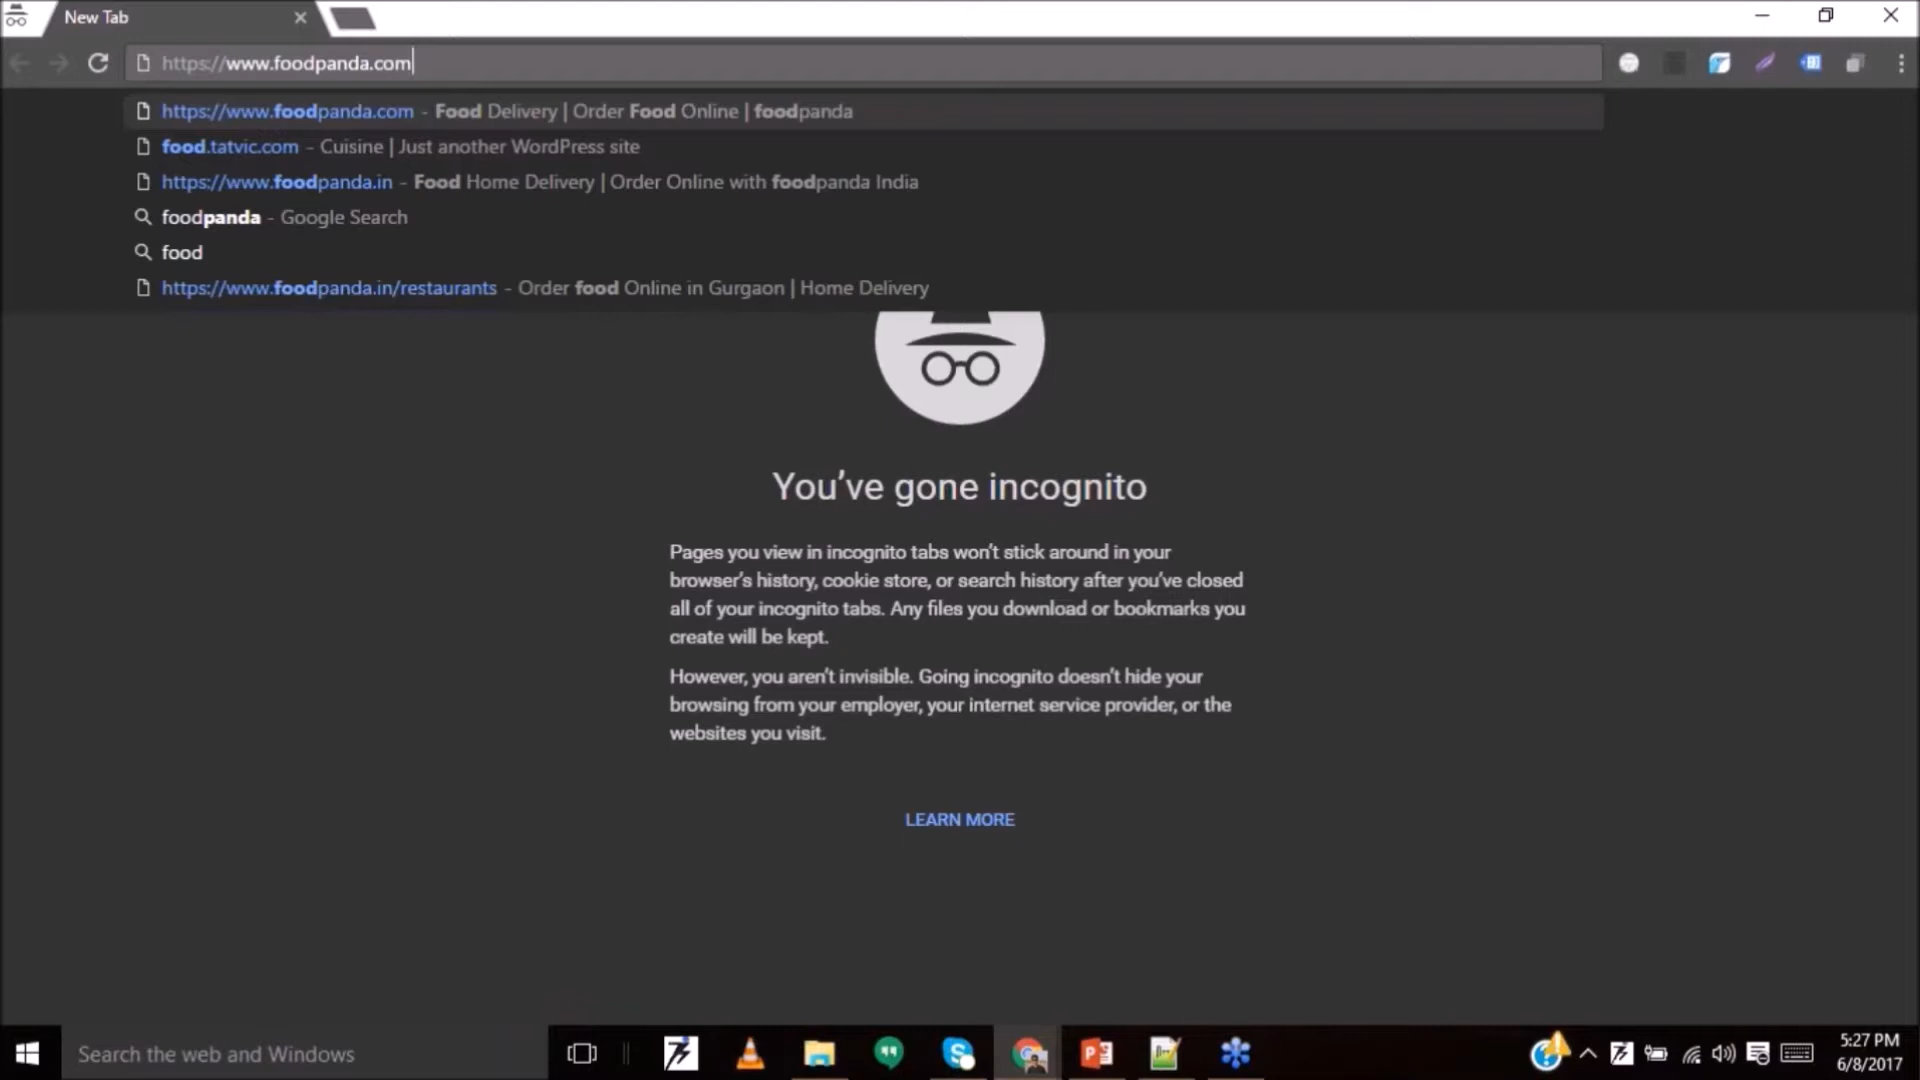 New Tab
https://www.foodpanda.com
https://www.foodpanda.com - Food Delivery | Order Food Online | foodpanda
food.tatvic.com - Cuisine | Just another WordPress site
https://www.foodpanda.in - Food Home Delivery | Order Online with foodpanda India
foodpanda - Google Search
food
https://www.foodpanda.in/restaurants - Order food Online in Gurgaon | Home Delivery
You've gone incognito
Pages you view in incognito tabs won't stick around in your
browser's history, cookie store, or search history after you've closed
all of your incognito tabs. Any files you download or bookmarks you
create will be kept.
However, you aren't invisible. Going incognito doesn't hide your
browsing from your employer, your internet service provider, or the
websites you visit.
LEARN MORE
Search the web and Windows
5:27 PM
6/8/2017